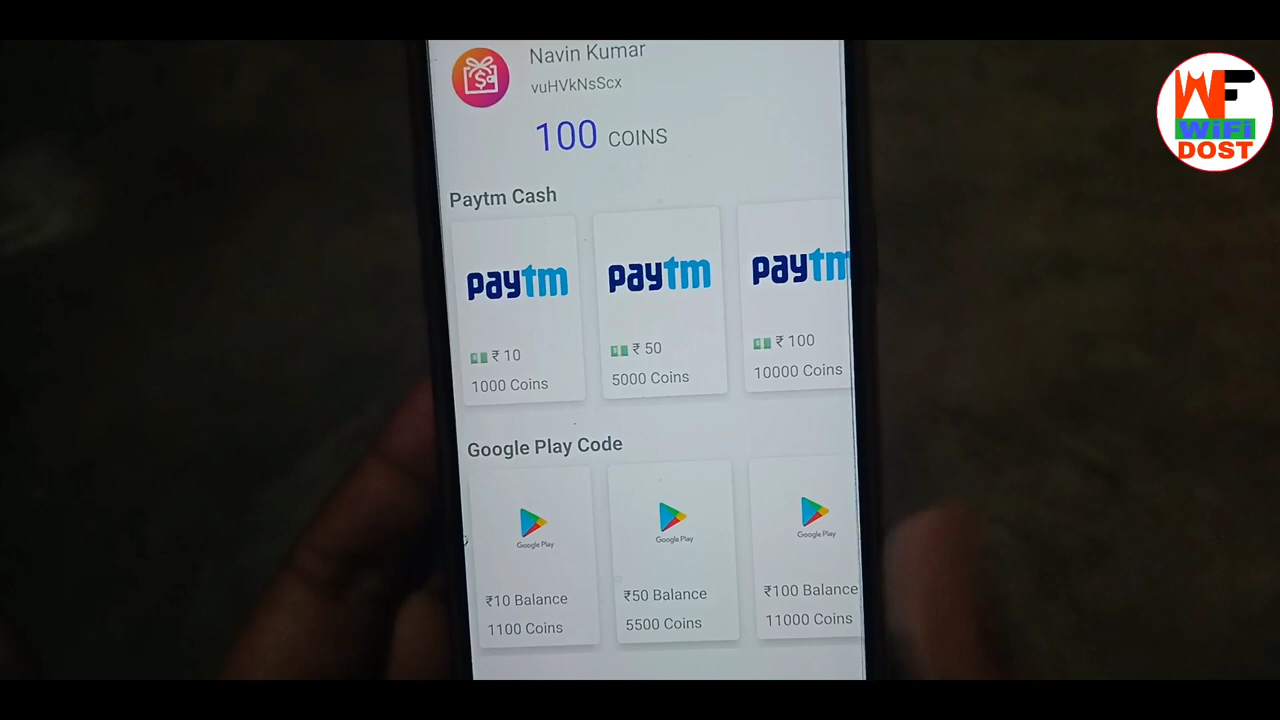 Navin Kumar
vuHVkNsScx
100 COINS
WF
WiFi
DOST
Paytm Cash
paytm
paytm
paytm
₹ 10
₹ 50
₹ 100
1000 Coins
5000 Coins
10000 Coins
Google Play Code
Google Play
Google Play
Google Play
₹10 Balance
₹50 Balance
₹100 Balance
1100 Coins
5500 Coins
11000 Coins